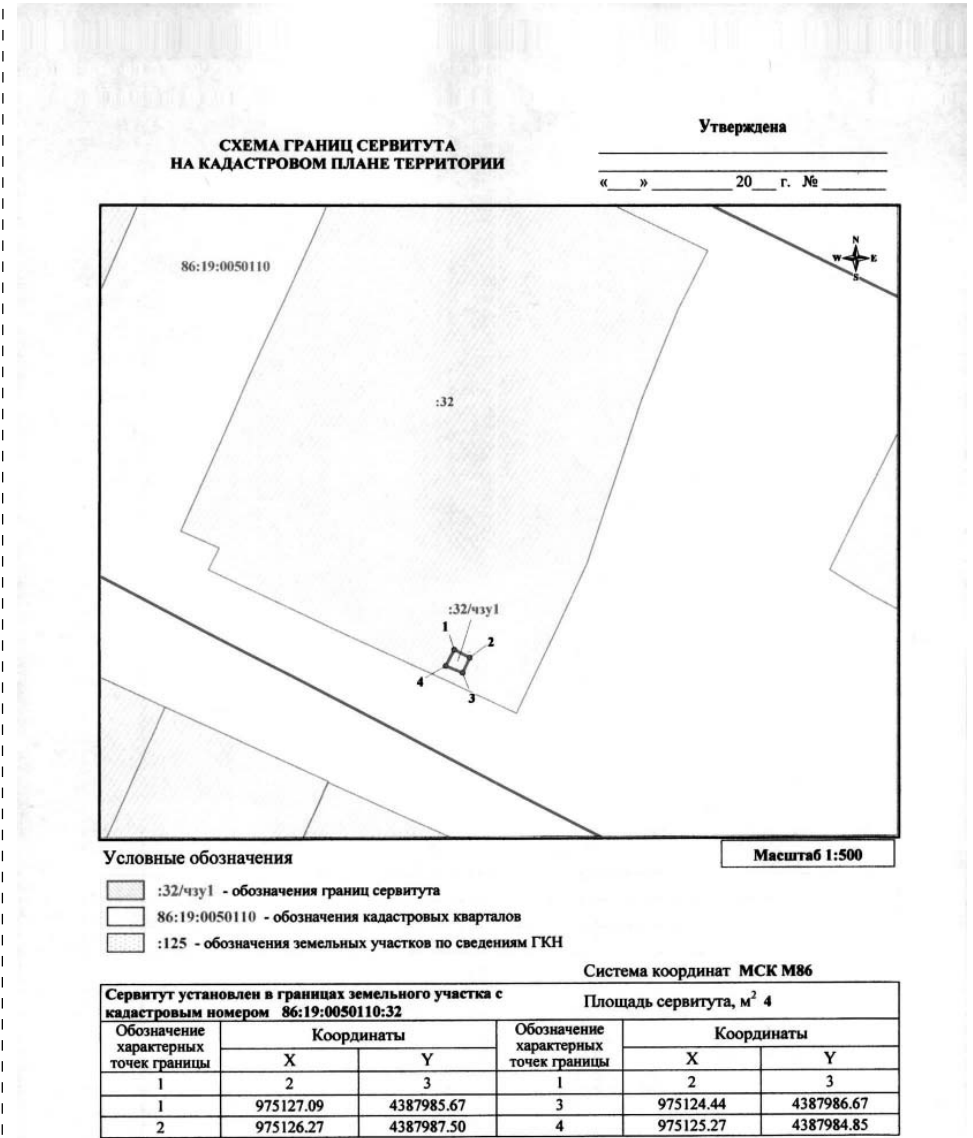 Утверждена
СХЕМА ГРАНИЦ СЕРВИТУТА
НА КАДАСТРОВОМ ПЛАНЕ ТЕРРИТОРИИ
«___» _________ 20___ г. № _______
86:19:0050110
N
W E
S
:32
:32/чзу1
1
2
4
3
Условные обозначения
Масштаб 1:500
:32/чзу1 - обозначения границ сервитута
86:19:0050110 - обозначения кадастровых кварталов
:125 - обозначения земельных участков по сведениям ГКН
Система координат МСК М86
Сервитут установлен в границах земельного участка с
кадастровым номером 86:19:0050110:32
Площадь сервитута, м² 4
Обозначение характерных точек границы Координаты Обозначение характерных точек границы Координаты
X Y X Y
1 2 3 1 2 3
1 975127.09 4387985.67 3 975124.44 4387986.67
2 975126.27 4387987.50 4 975125.27 4387984.85